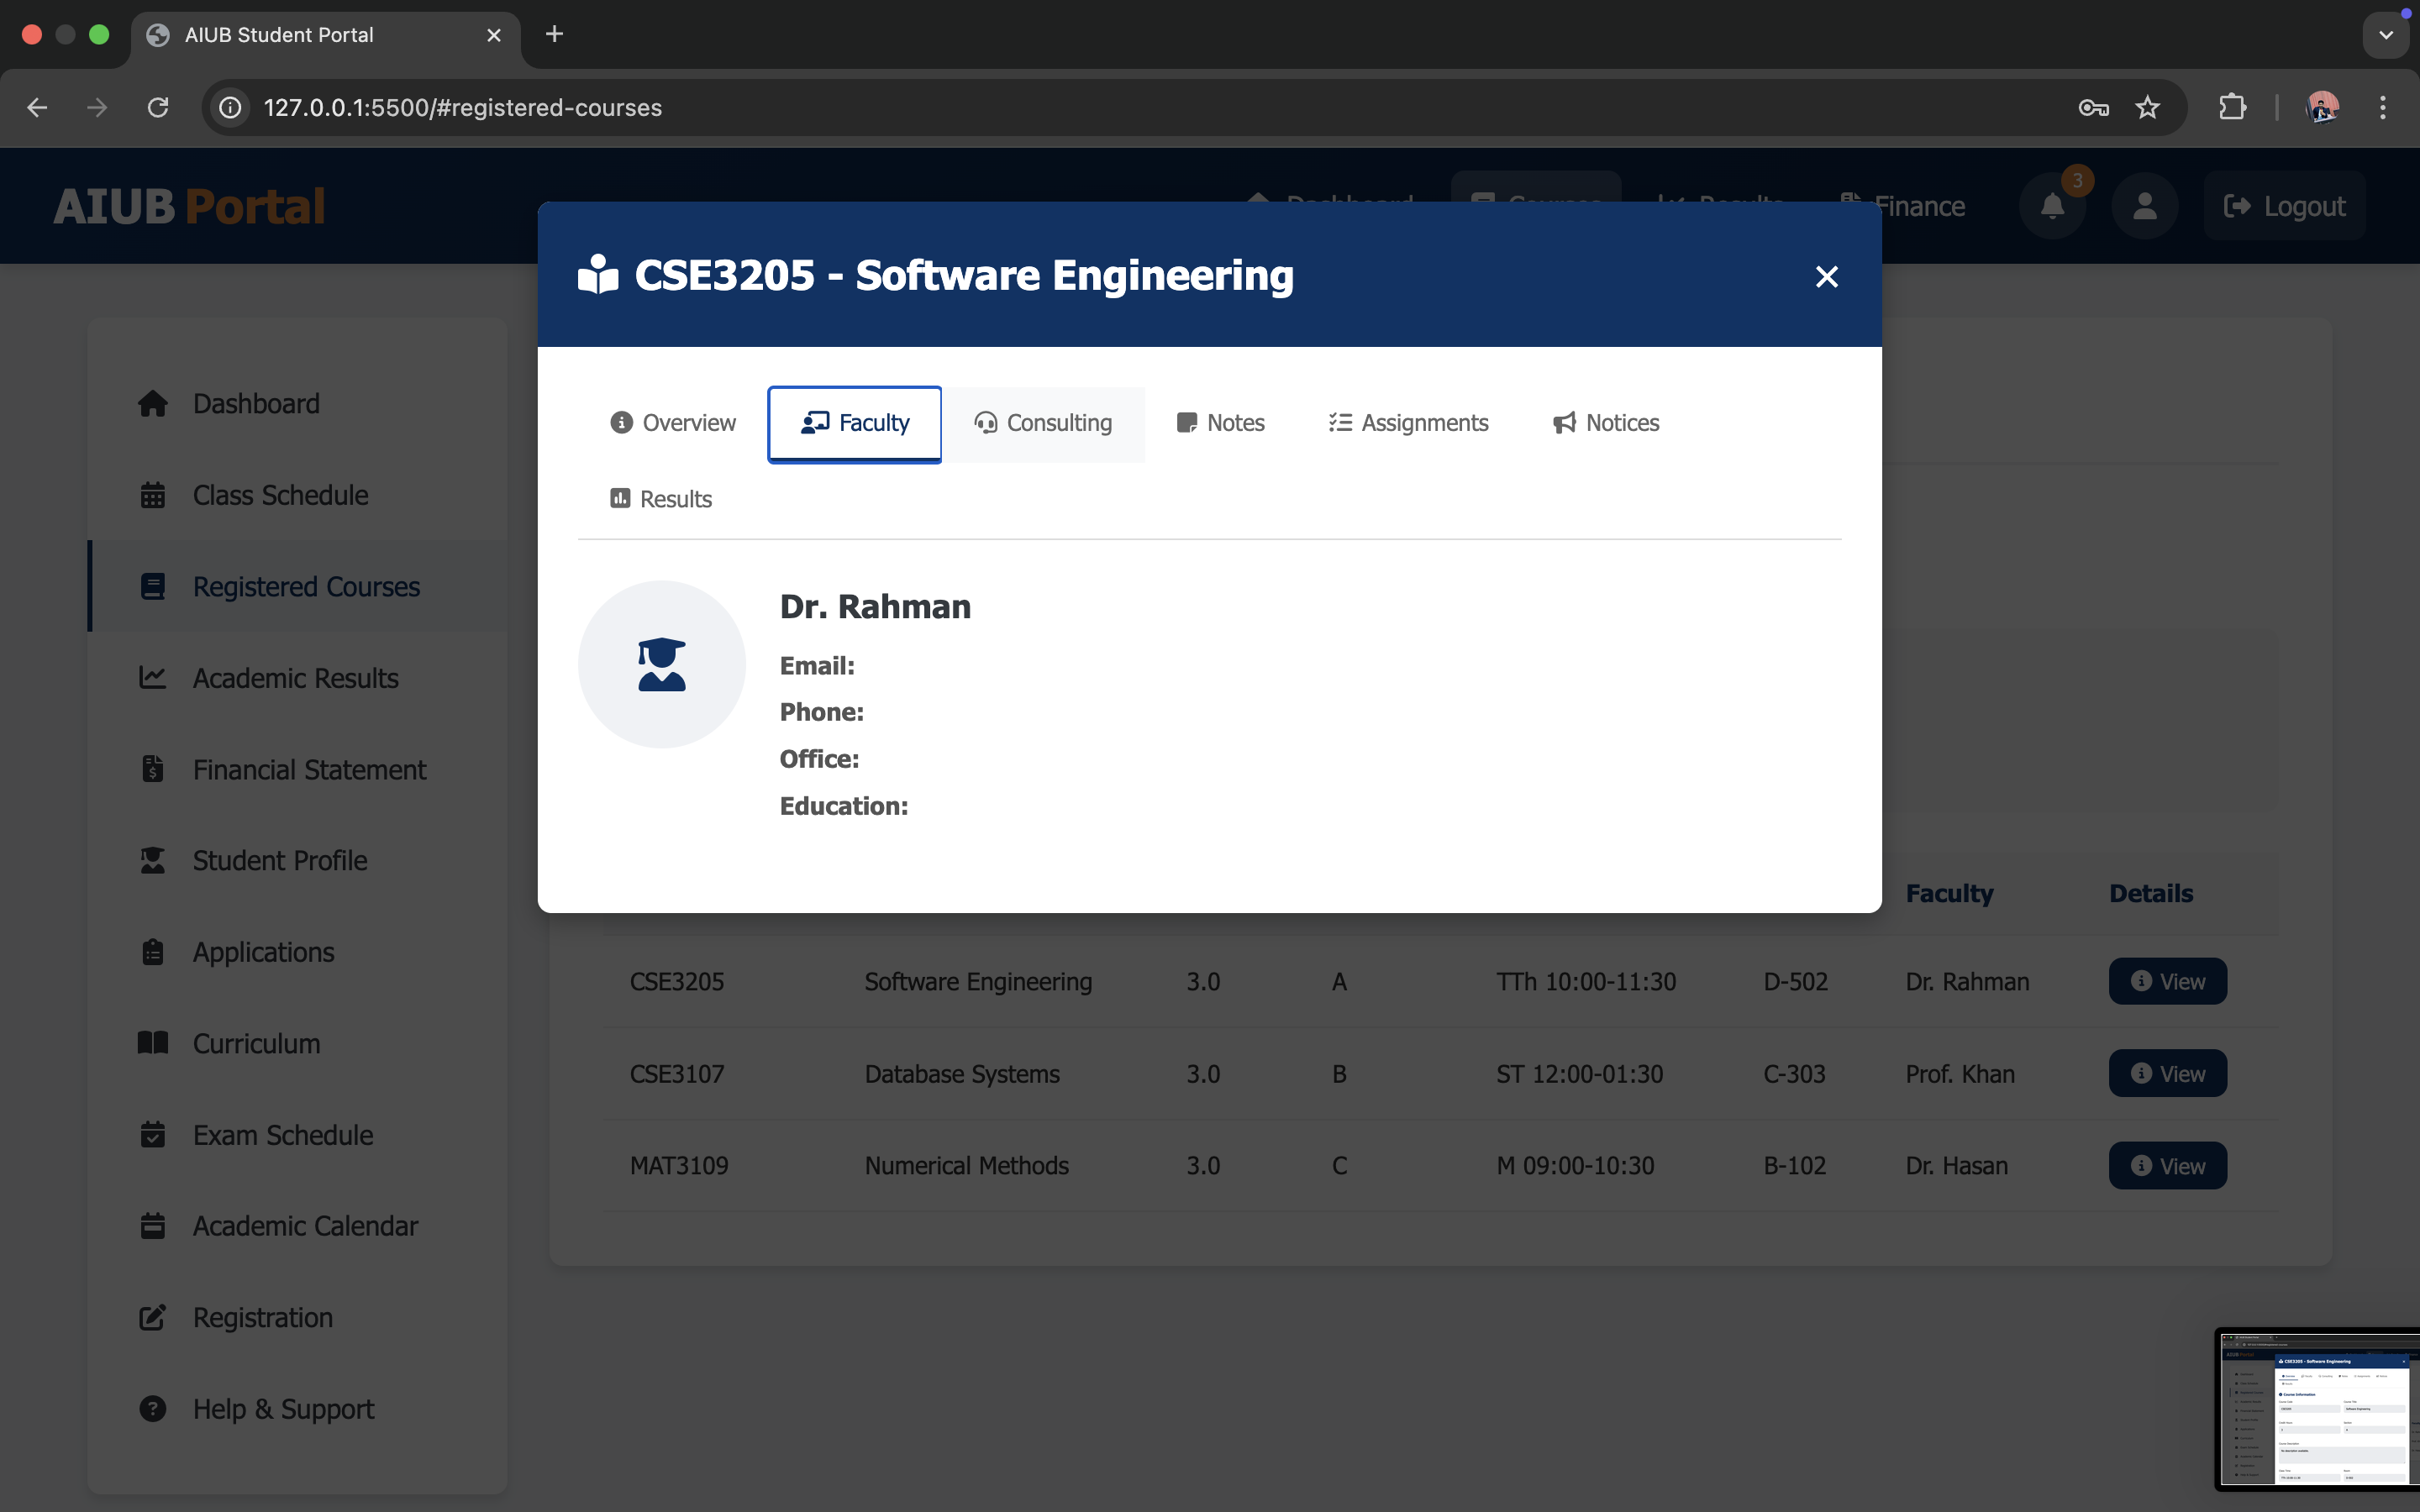 AIUB Student Portal
127.0.0.1:5500/#registered-courses
AIUB Portal
Dashboard
Courses
Results
Finance
3
Logout
CSE3205 - Software Engineering
Overview
Faculty
Consulting
Notes
Assignments
Notices
Results
Dr. Rahman
Email:
Phone:
Office:
Education:
Dashboard
Class Schedule
Registered Courses
Academic Results
Financial Statement
Student Profile
Applications
Curriculum
Exam Schedule
Academic Calendar
Registration
Help & Support
Faculty Details
CSE3205 Software Engineering 3.0 A TTh 10:00-11:30 D-502 Dr. Rahman View
CSE3107 Database Systems 3.0 B ST 12:00-01:30 C-303 Prof. Khan View
MAT3109 Numerical Methods 3.0 C M 09:00-10:30 B-102 Dr. Hasan View
CSE3205 - Software Engineering